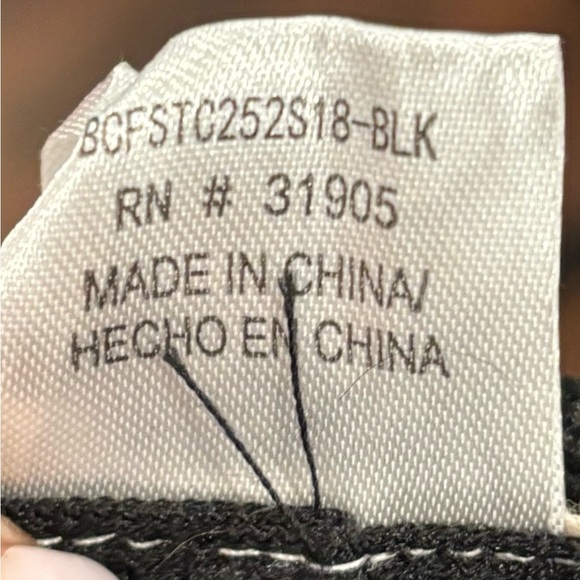 BCFSTC252S18-BLK
RN # 31905
MADE IN CHINA/
HECHO EN CHINA